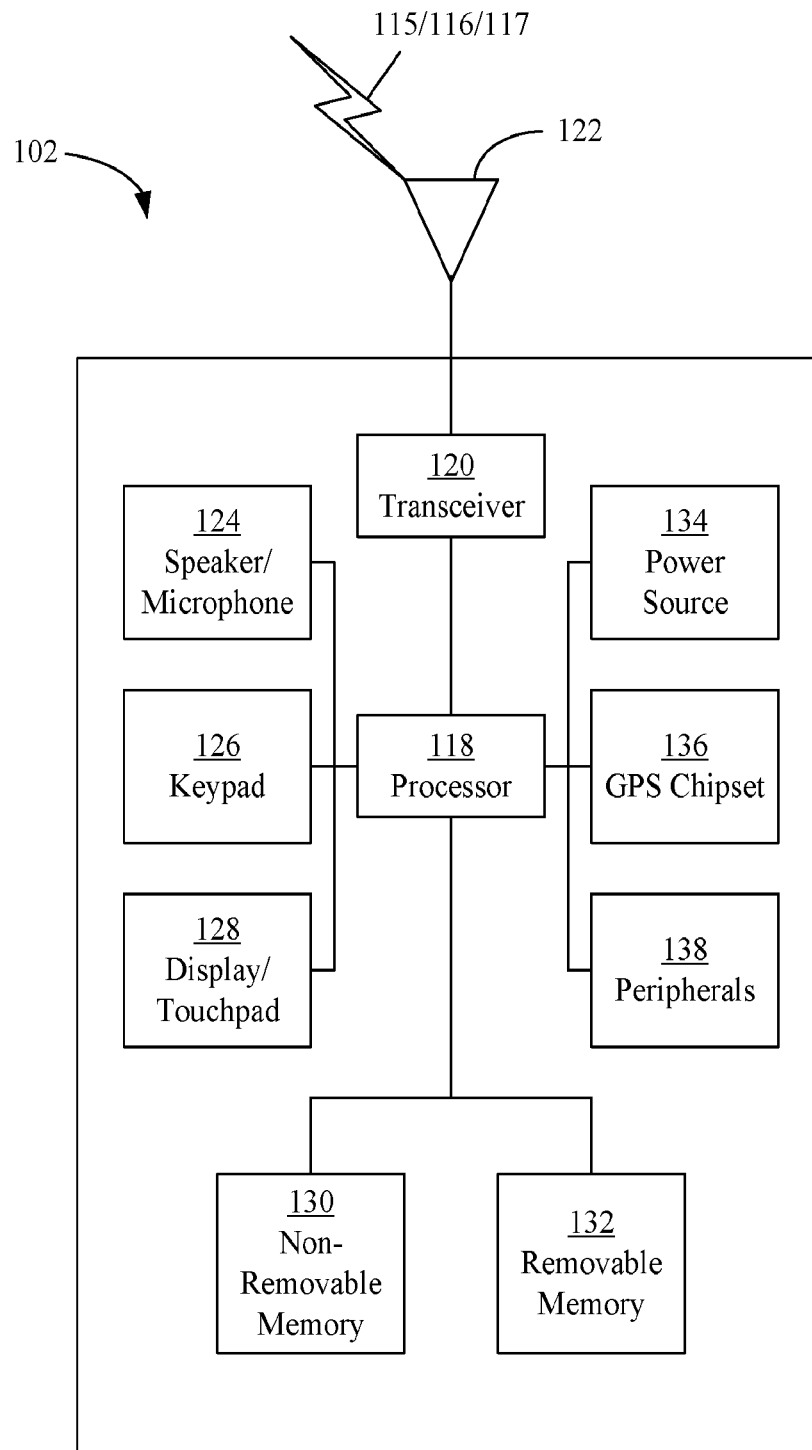 115/116/117
122
102
120
Transceiver
124
Speaker/
Microphone
134
Power
Source
126
Keypad
118
Processor
136
GPS Chipset
128
Display/
Touchpad
138
Peripherals
130
Non-
Removable
Memory
132
Removable
Memory